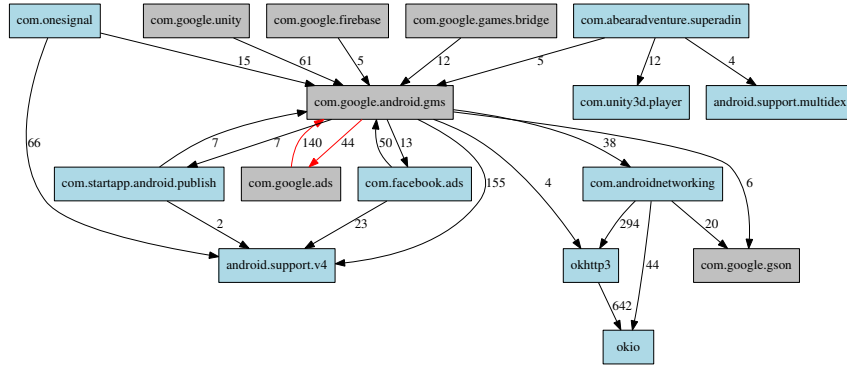 com.onesignal
com.google.unity
com.google.firebase
com.google.games.bridge
com.abearadventure.superadin
15
61
5
12
5
12
4
com.google.android.gms
com.unity3d.player
android.support.multidex
66
7
7
140
44
50
13
155
4
38
6
com.startapp.android.publish
com.google.ads
com.facebook.ads
com.androidnetworking
2
23
294
44
20
android.support.v4
okhttp3
com.google.gson
642
okio